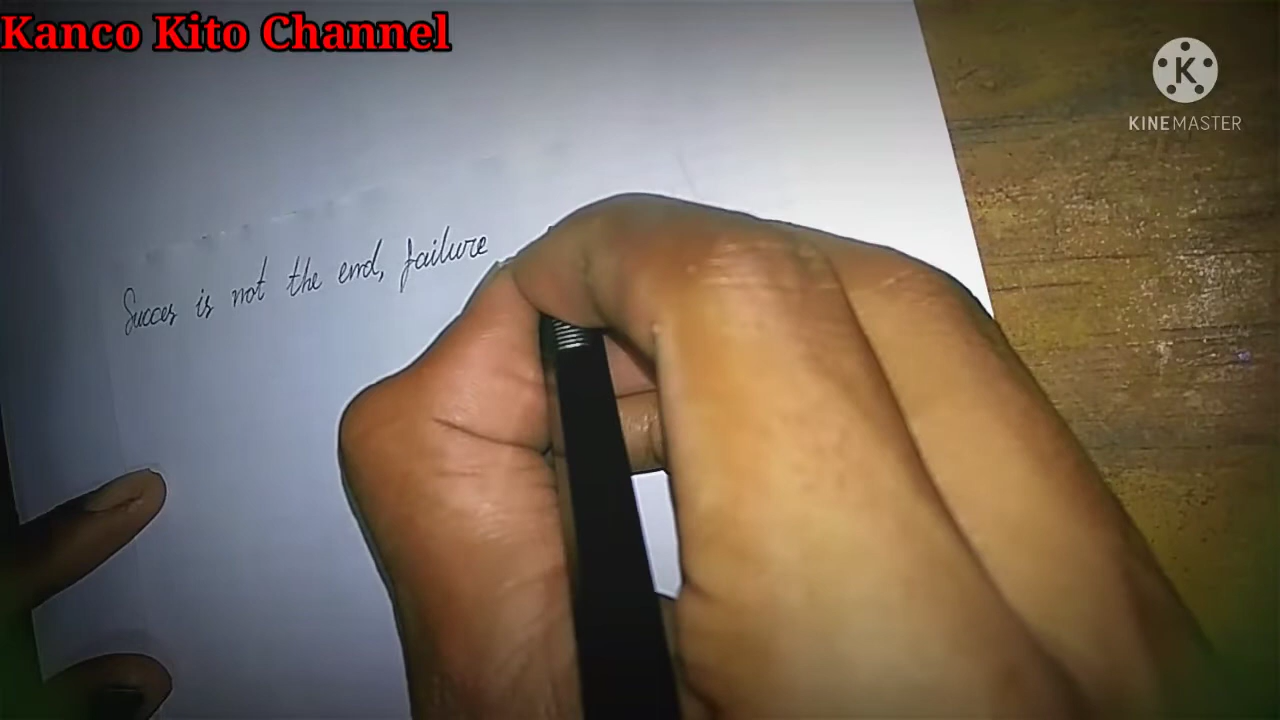 Kanco Kito Channel
KINEMASTER
Succes is not the end, failure